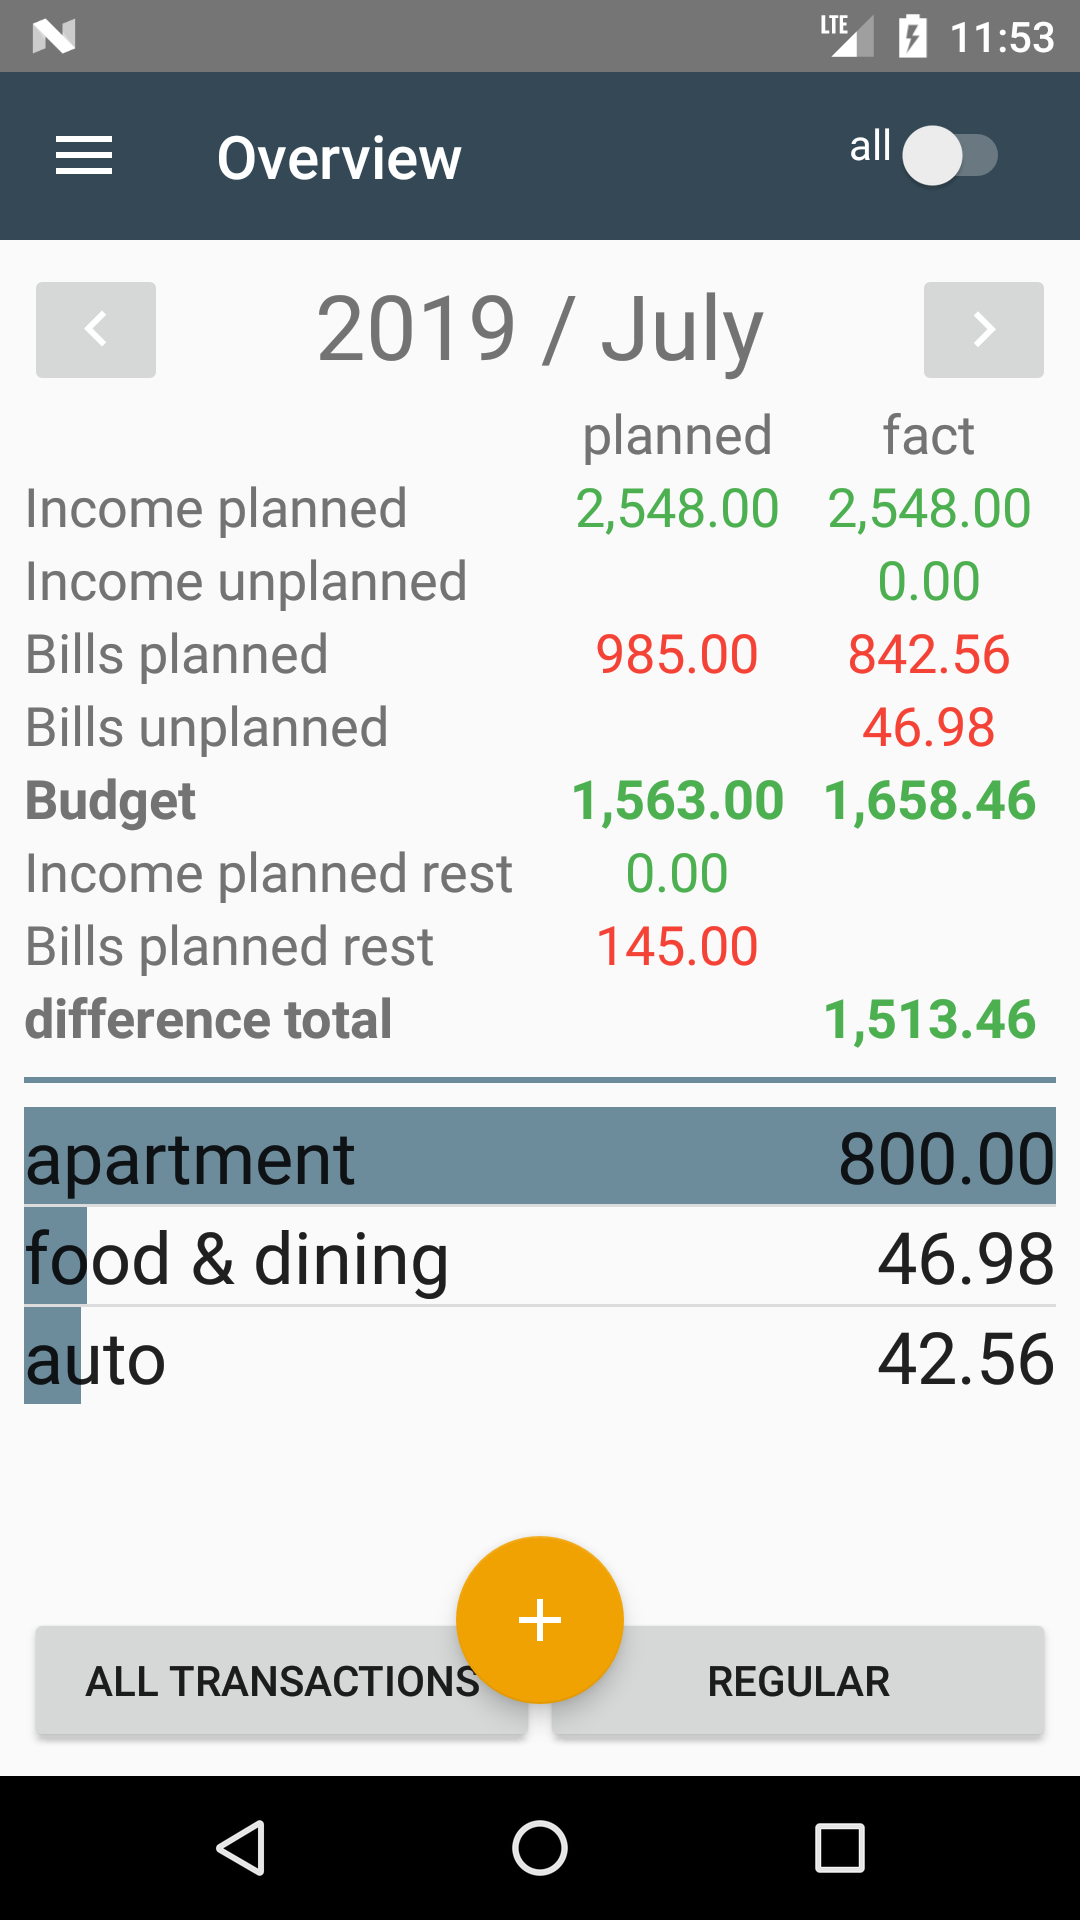 LTE 11:53
Overview all
2019 / July
planned fact
Income planned 2,548.00 2,548.00
Income unplanned 0.00
Bills planned 985.00 842.56
Bills unplanned 46.98
Budget 1,563.00 1,658.46
Income planned rest 0.00
Bills planned rest 145.00
difference total 1,513.46
apartment 800.00
food & dining 46.98
auto 42.56
ALL TRANSACTIONS REGULAR